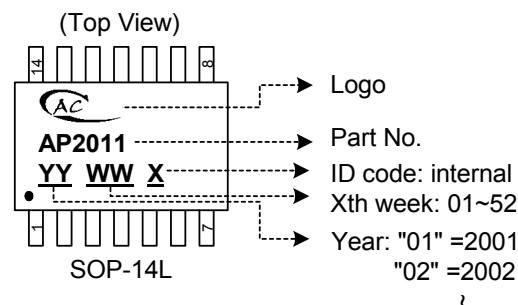 (Top View)
14 8
AC
Logo
AP2011
Part No.
YY WW X
ID code: internal
Xth week: 01~52
Year: "01" =2001
"02" =2002
~
1 7
SOP-14L